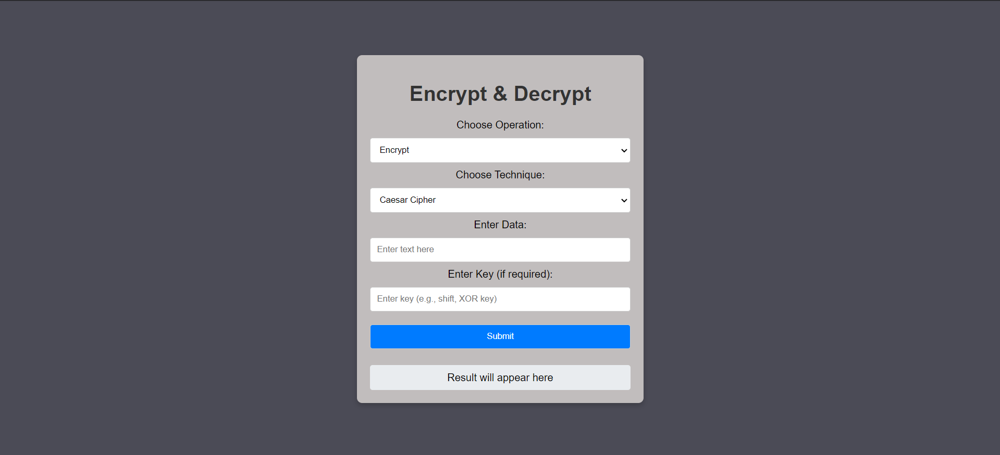 Encrypt & Decrypt
Choose Operation:
Encrypt
Choose Technique:
Caesar Cipher
Enter Data:
Enter text here
Enter Key (if required):
Enter key (e.g., shift, XOR key)
Submit
Result will appear here